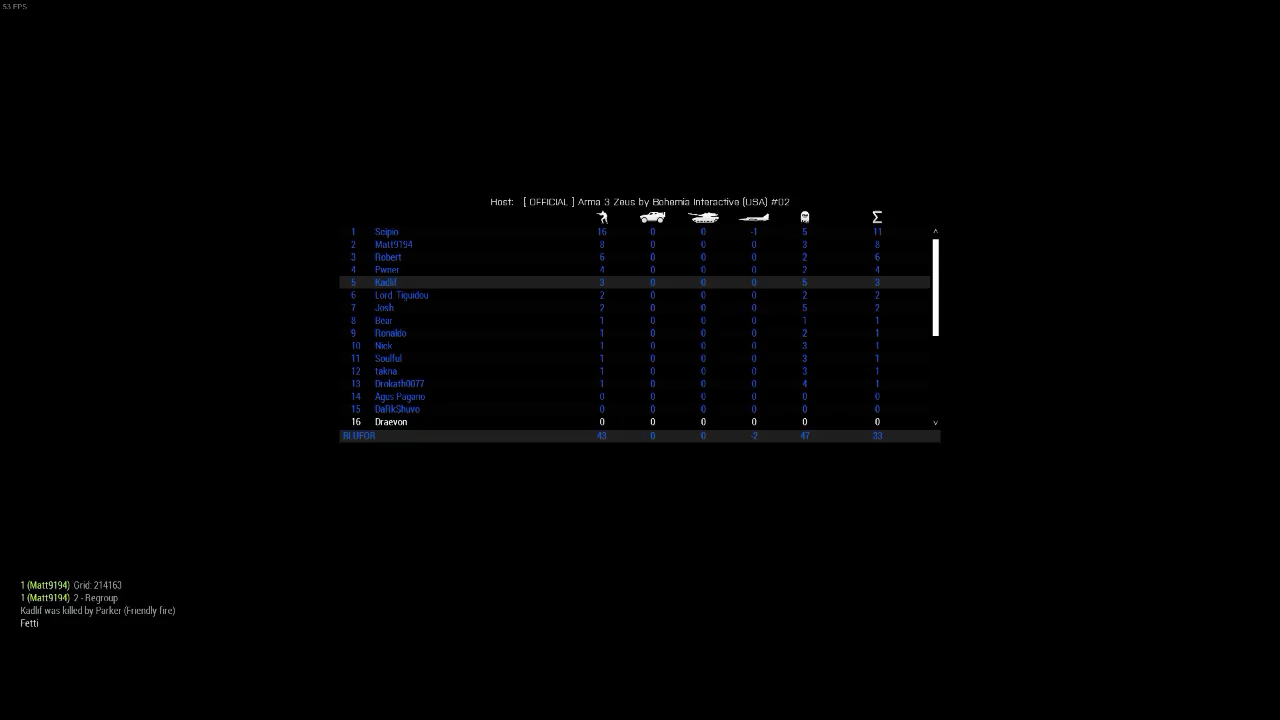 53 FPS
Host: [ OFFICIAL ] Arma 3 Zeus by Bohemia Interactive (USA) #02
Σ
1 Scipio 16 0 0 -1 5 11
2 Matt9194 8 0 0 0 3 8
3 Robert 6 0 0 0 2 6
4 Pwner 4 0 0 0 2 4
5 Kadlif 3 0 0 0 5 3
6 Lord Tiguidou 2 0 0 0 2 2
7 Josh 2 0 0 0 5 2
8 Bear 1 0 0 0 1 1
9 Ronaldo 1 0 0 0 2 1
10 Nick 1 0 0 0 3 1
11 Soulful 1 0 0 0 3 1
12 takna 1 0 0 0 3 1
13 Drokath0077 1 0 0 0 4 1
14 Agus Pagano 0 0 0 0 0 0
15 DaRkShuvo 0 0 0 0 0 0
16 Draevon 0 0 0 0 0 0
BLUFOR 43 0 0 -2 47 33
1 (Matt9194) Grid: 214163
1 (Matt9194) 2 - Regroup
Kadlif was killed by Parker (Friendly fire)
Fetti